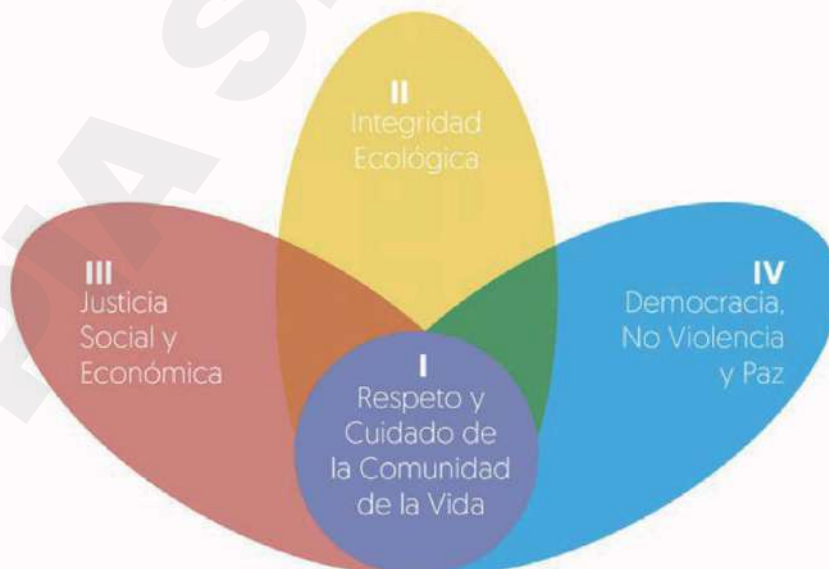 II
Integridad
Ecológica
III
Justicia
Social y
Económica
IV
Democracia,
No Violencia
y Paz
I
Respeto y
Cuidado de
la Comunidad
de la Vida